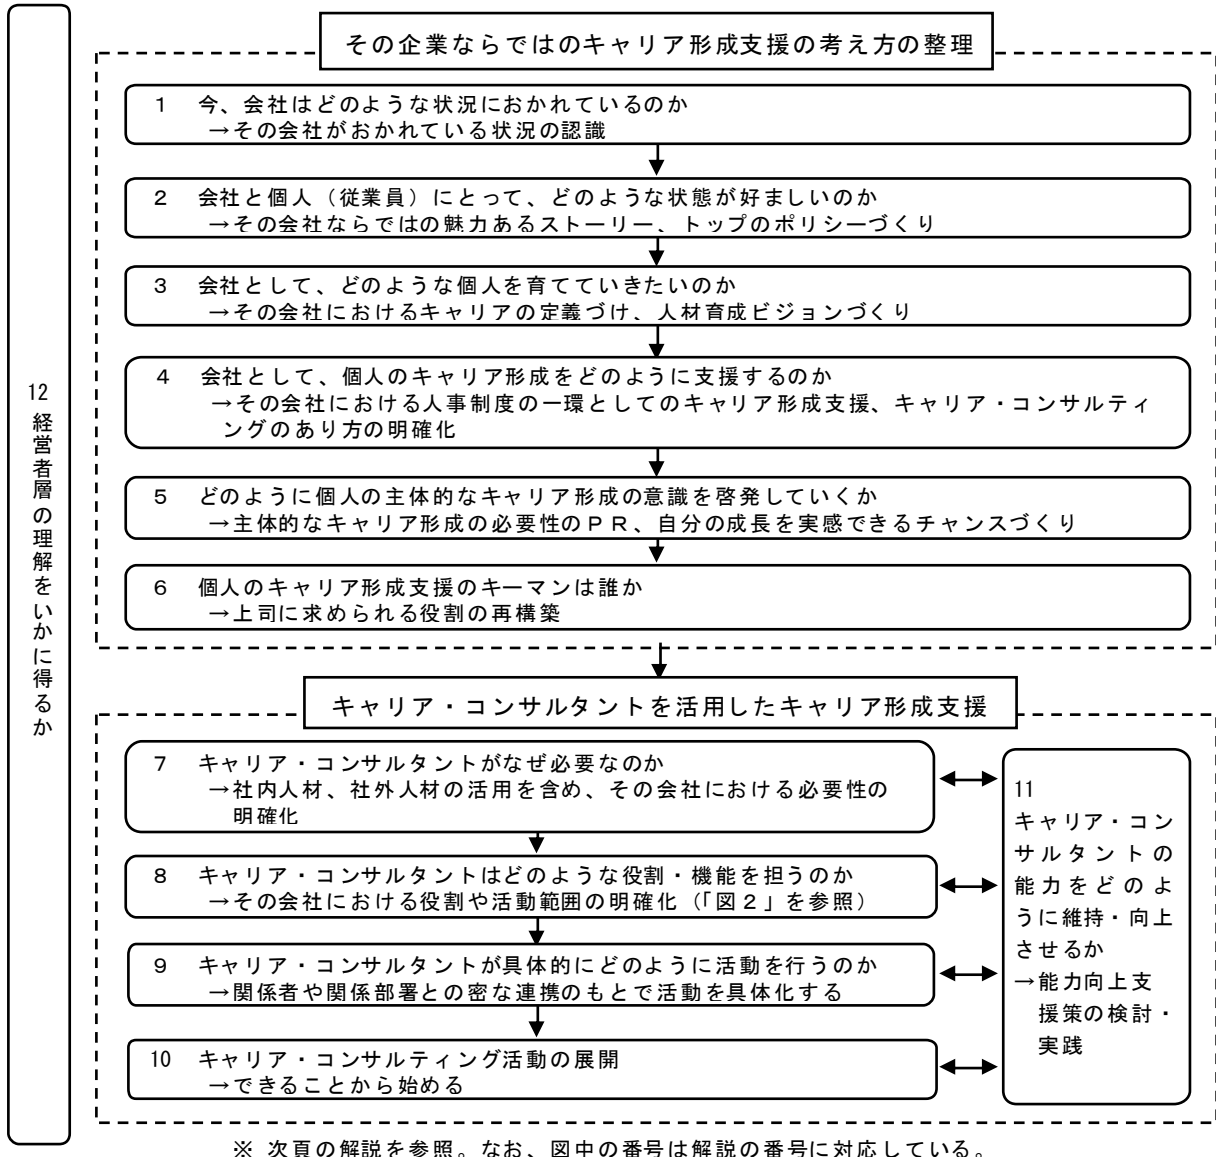 その企業ならではのキャリア形成支援の考え方の整理
1 今、会社はどのような状況におかれているのか
→その会社がおかれている状況の認識
2 会社と個人（従業員）にとって、どのような状態が好ましいのか
→その会社ならではの魅力あるストーリー、トップのポリシーづくり
3 会社として、どのような個人を育てていきたいのか
→その会社におけるキャリアの定義づけ、人材育成ビジョンづくり
4 会社として、個人のキャリア形成をどのように支援するのか
→その会社における人事制度の一環としてのキャリア形成支援、キャリア・コンサルティ
ングのあり方の明確化
5 どのように個人の主体的なキャリア形成の意識を啓発していくか
→主体的なキャリア形成の必要性のＰＲ、自分の成長を実感できるチャンスづくり
6 個人のキャリア形成支援のキーマンは誰か
→上司に求められる役割の再構築
12 経営者層の理解をいかに得るか
キャリア・コンサルタントを活用したキャリア形成支援
7 キャリア・コンサルタントがなぜ必要なのか
→社内人材、社外人材の活用を含め、その会社における必要性の
明確化
8 キャリア・コンサルタントはどのような役割・機能を担うのか
→その会社における役割や活動範囲の明確化（「図２」を参照）
9 キャリア・コンサルタントが具体的にどのように活動を行うのか
→関係者や関係部署との密な連携のもとで活動を具体化する
10 キャリア・コンサルティング活動の展開
→できることから始める
11
キャリア・コン
サルタントの
能力をどのよ
うに維持・向上
させるか
→能力向上支
援策の検討・
実践
※ 次頁の解説を参照。なお、図中の番号は解説の番号に対応している。